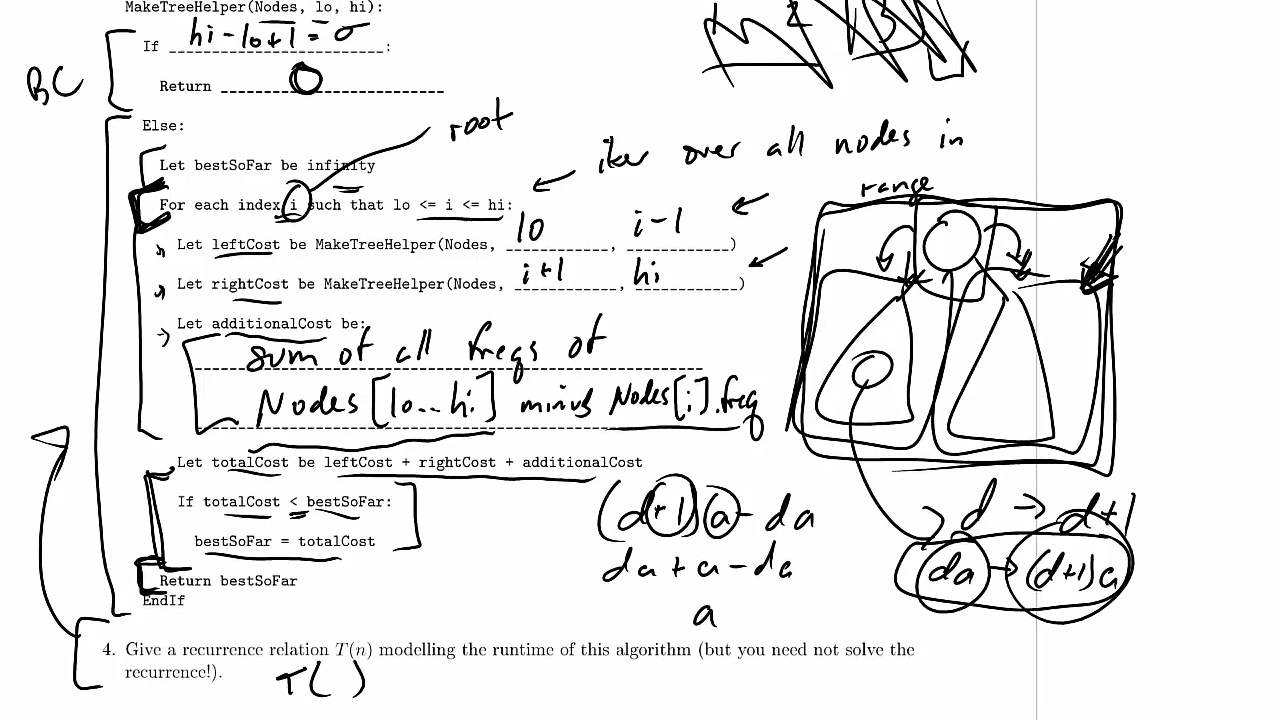 MakeTreeHelper(Nodes, lo, hi):
If hi-lo+1 = 0:
BC
Return 0
Else:
root
Let bestSoFar be infinity
iter over all nodes in
range
For each index i such that lo <= i <= hi:
Let leftCost be MakeTreeHelper(Nodes, lo, i-1)
Let rightCost be MakeTreeHelper(Nodes, i+1, hi)
Let additionalCost be:
sum of all freqs of
Nodes[lo..hi] minus Nodes[i].freq
Let totalCost be leftCost + rightCost + additionalCost
If totalCost < bestSoFar:
bestSoFar = totalCost
(d+1)a - da
da + a - da
a
d → d+1
da → (d+1)a
Return bestSoFar
EndIf
4. Give a recurrence relation T(n) modelling the runtime of this algorithm (but you need not solve the
recurrence!).
T( )